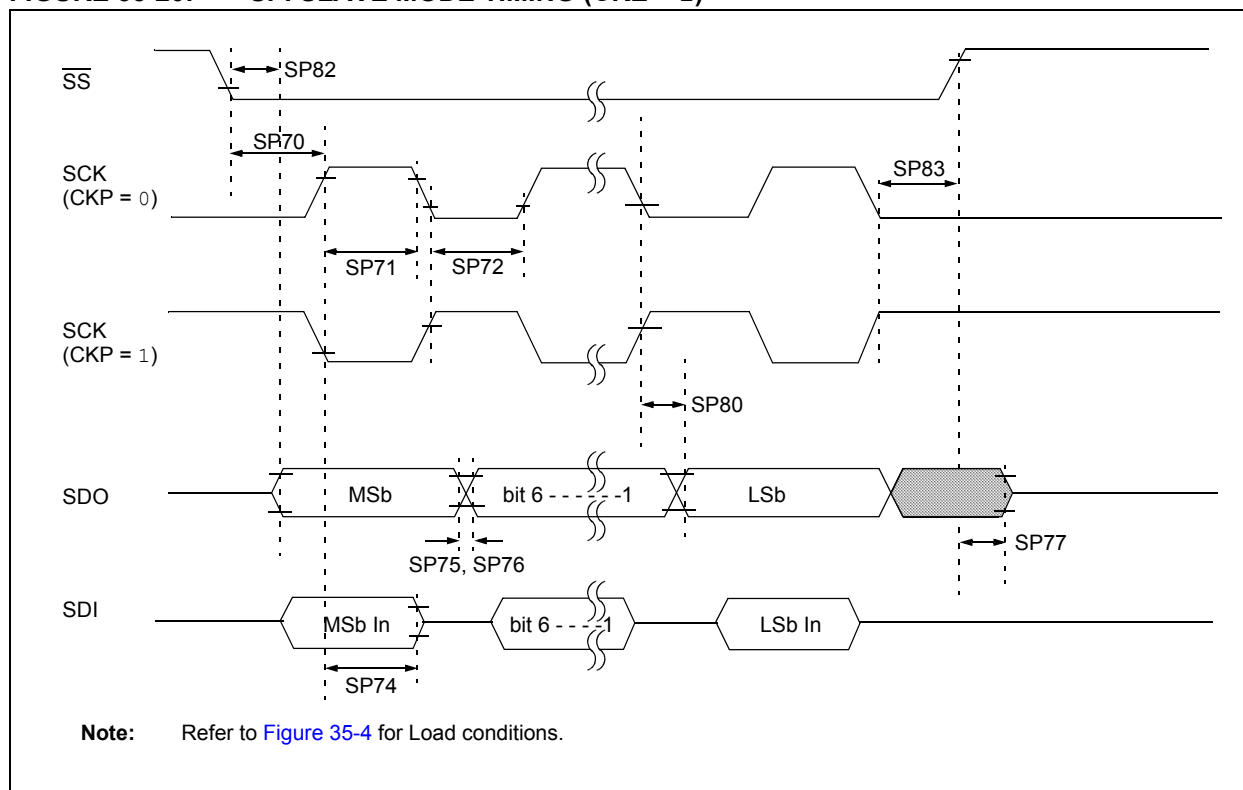 SS
SP82
SP70
SCK
(CKP = 0)
SP83
SP71
SP72
SCK
(CKP = 1)
SP80
SDO
MSb
bit 6 - - - - - -1
LSb
SP75, SP76
SP77
SDI
MSb In
bit 6 - - - -1
LSb In
SP74
Note: Refer to Figure 35-4 for Load conditions.